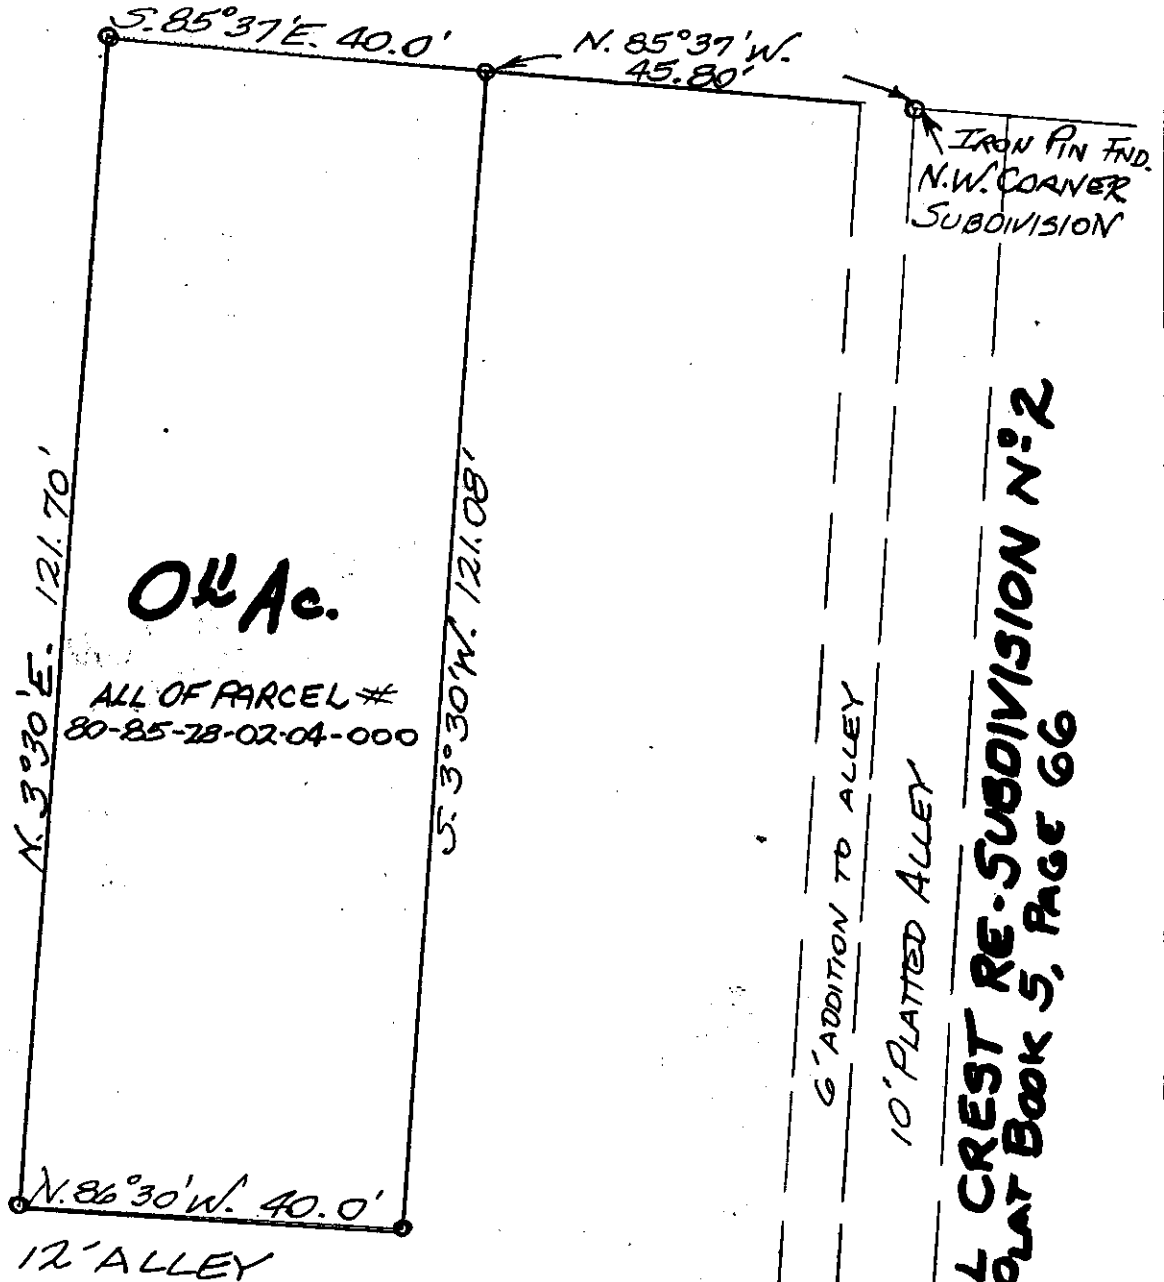 S. 85°37'E. 40.0'
N. 85°37'W.
45.80'
IRON PIN FND.
N.W. CORNER
SUBDIVISION
N. 3°30'E. 121.70'
S. 3°30'W. 121.08'
0.11 Ac.
ALL OF PARCEL #
80-85-28-02-04-000
6' ADDITION TO ALLEY
10' PLATTED ALLEY
L CREST RE-SUBDIVISION Nº 2
PLAT BOOK 5, PAGE 66
N. 86°30'W. 40.0'
12' ALLEY